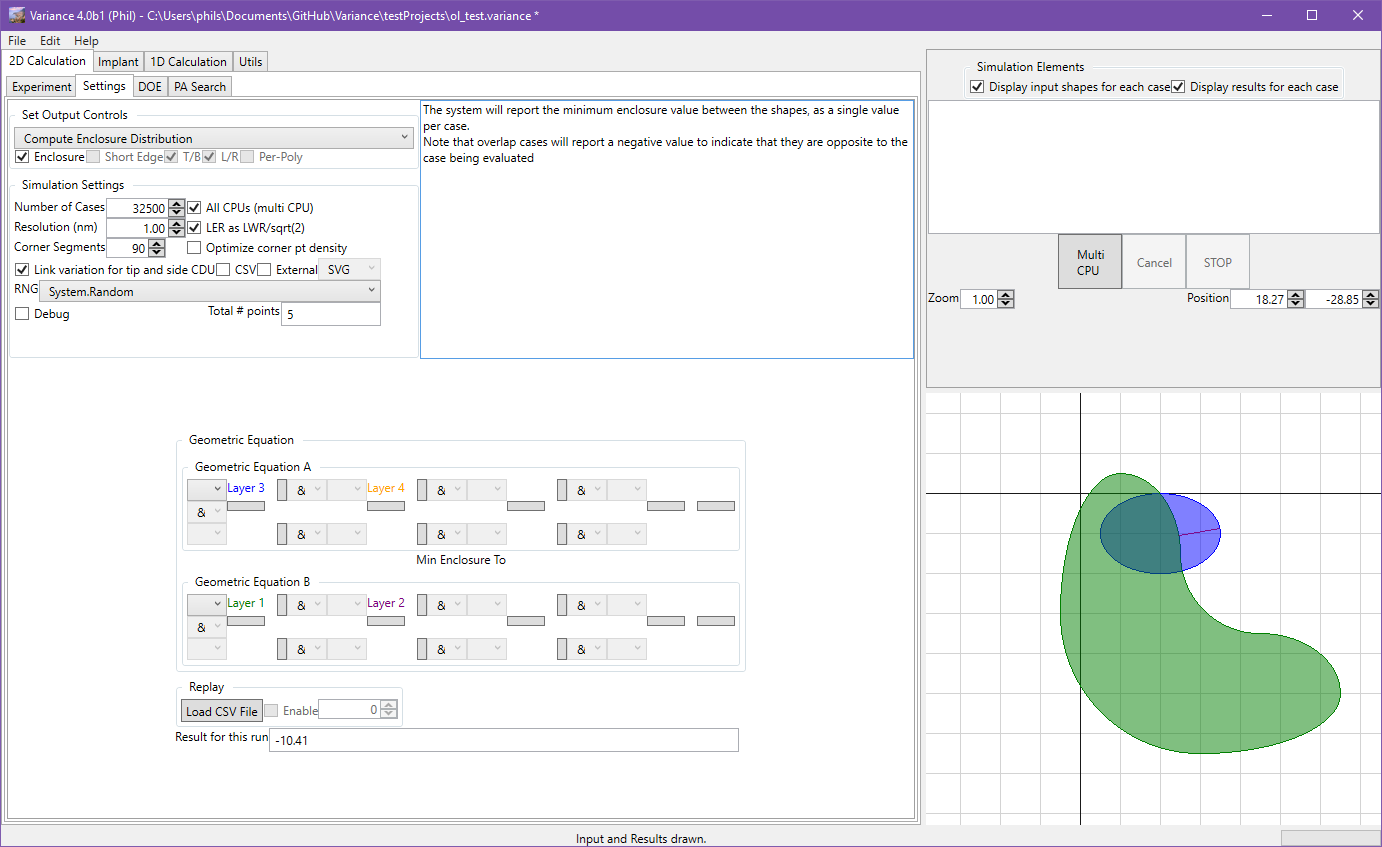 Variance 4.0b1 (Phil) - C:\Users\phils\Documents\GitHub\Variance\testProjects\ol_test.variance *
File Edit Help
2D Calculation Implant 1D Calculation Utils
Experiment Settings DOE PA Search
Set Output Controls
Compute Enclosure Distribution
Enclosure Short Edge T/B L/R Per-Poly
Simulation Settings
Number of Cases 32500 All CPUs (multi CPU)
Resolution (nm) 1.00 LER as LWR/sqrt(2)
Corner Segments 90 Optimize corner pt density
Link variation for tip and side CDU CSV External SVG
RNG System.Random
Debug Total # points 5
The system will report the minimum enclosure value between the shapes, as a single value
per case.
Note that overlap cases will report a negative value to indicate that they are opposite to the
case being evaluated
Geometric Equation
Geometric Equation A
Layer 3 & Layer 4 & &
&
& & &
Min Enclosure To
Geometric Equation B
Layer 1 & Layer 2 & &
&
& & &
Replay
Load CSV File Enable 0
Result for this run -10.41
Simulation Elements
Display input shapes for each case Display results for each case
Multi
CPU
Cancel STOP
Zoom 1.00 Position 18.27 -28.85
Input and Results drawn.